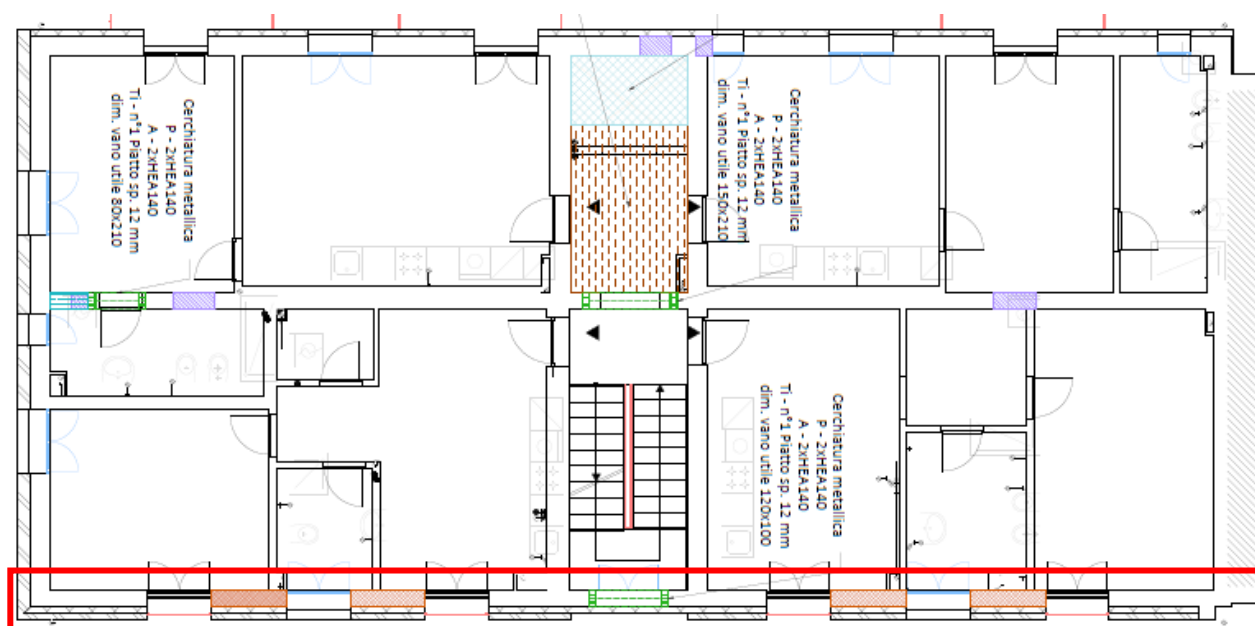 Cerchiatura metallica
P - 2xHEA140
A - 2xHEA140
Ti - n°1 Piatto sp. 12 mm
dim. vano utile 80x210
Cerchiatura metallica
P - 2xHEA140
A - 2xHEA140
Ti - n°1 Piatto sp. 12 mm
dim. vano utile 150x210
Cerchiatura metallica
P - 2xHEA140
A - 2xHEA140
Ti - n°1 Piatto sp. 12 mm
dim. vano utile 120x100